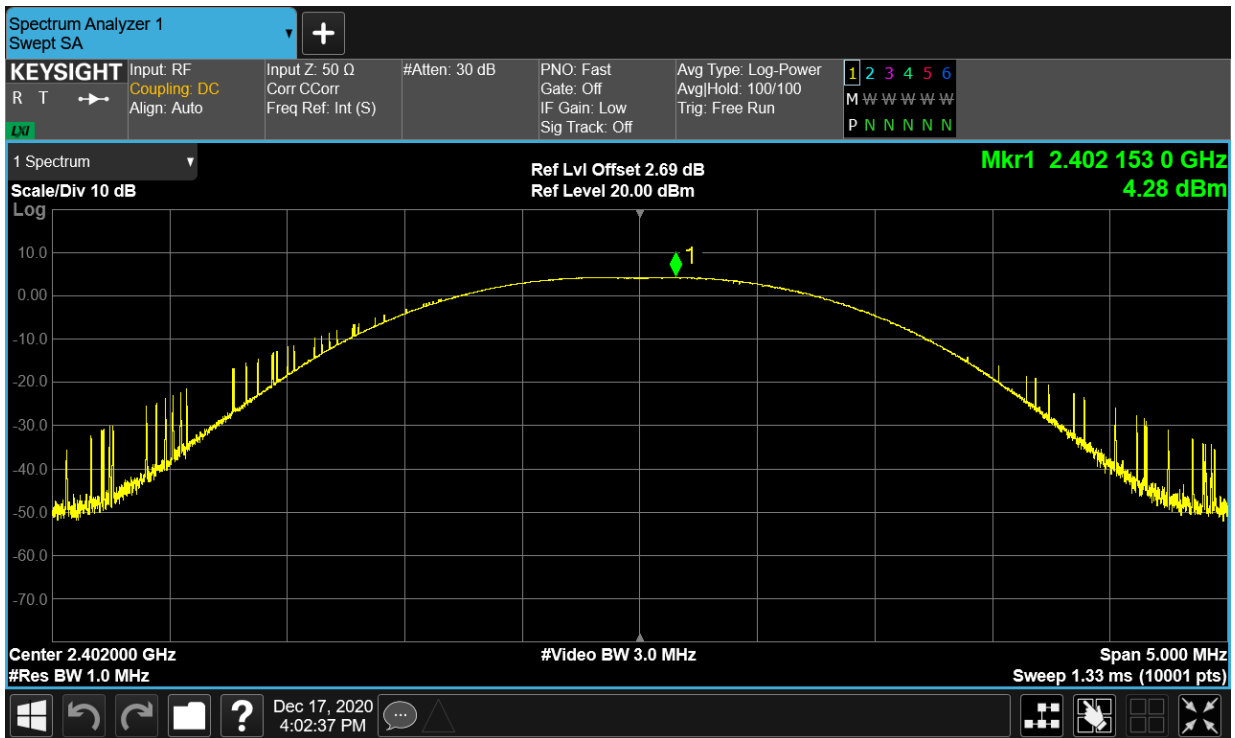 Spectrum Analyzer 1
Swept SA
+
KEYSIGHT
R T
LXI
Input: RF
Coupling: DC
Align: Auto
Input Z: 50 Ω
Corr CCorr
Freq Ref: Int (S)
#Atten: 30 dB
PNO: Fast
Gate: Off
IF Gain: Low
Sig Track: Off
Avg Type: Log-Power
Avg|Hold: 100/100
Trig: Free Run
1 2 3 4 5 6
M W W W W W
P N N N N N
1 Spectrum
Scale/Div 10 dB
Log
Ref Lvl Offset 2.69 dB
Ref Level 20.00 dBm
Mkr1 2.402 153 0 GHz
4.28 dBm
1
10.0
0.00
-10.0
-20.0
-30.0
-40.0
-50.0
-60.0
-70.0
Center 2.402000 GHz
#Res BW 1.0 MHz
#Video BW 3.0 MHz
Span 5.000 MHz
Sweep 1.33 ms (10001 pts)
?
Dec 17, 2020
4:02:37 PM
...